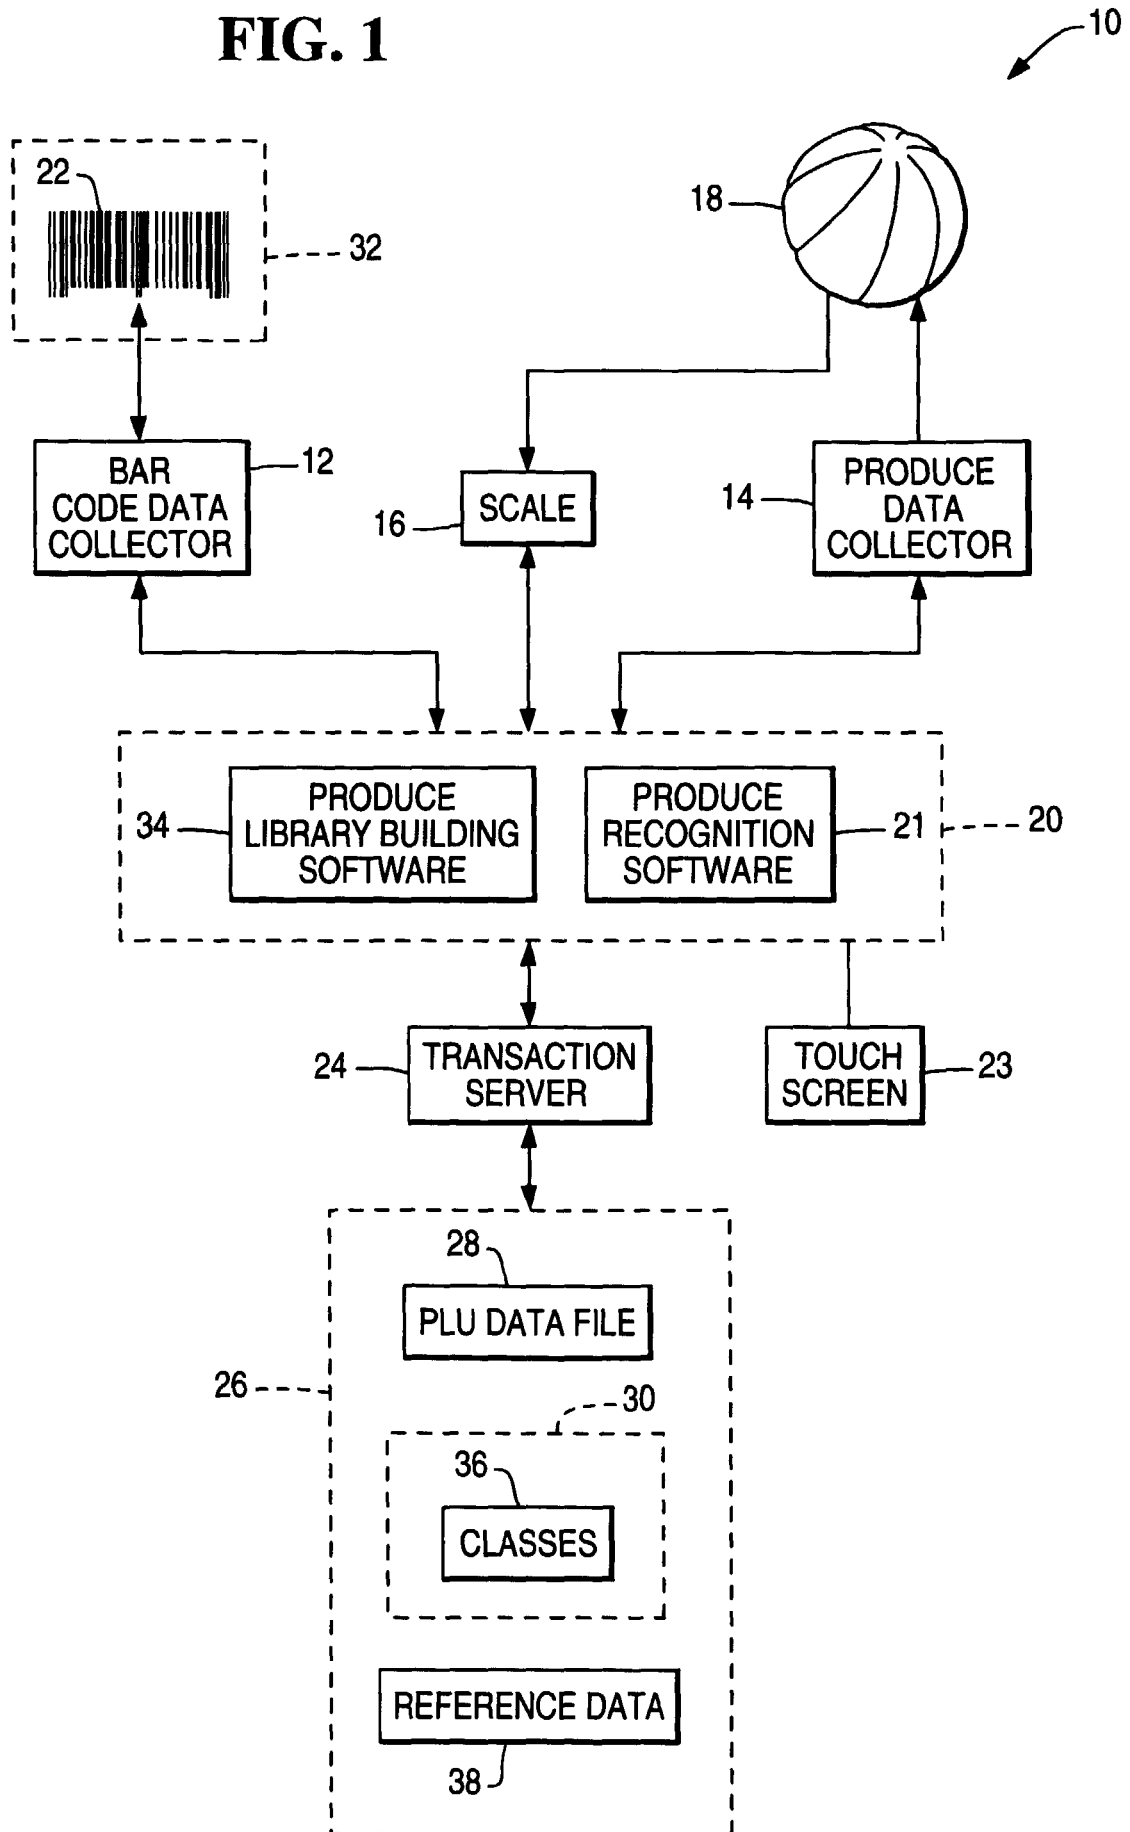 FIG. 1
10
22
32
18
BAR
CODE DATA
COLLECTOR
12
SCALE
16
PRODUCE
DATA
COLLECTOR
14
34
PRODUCE
LIBRARY BUILDING
SOFTWARE
PRODUCE
RECOGNITION
SOFTWARE
21
20
24
TRANSACTION
SERVER
TOUCH
SCREEN
23
28
PLU DATA FILE
26
30
36
CLASSES
REFERENCE DATA
38